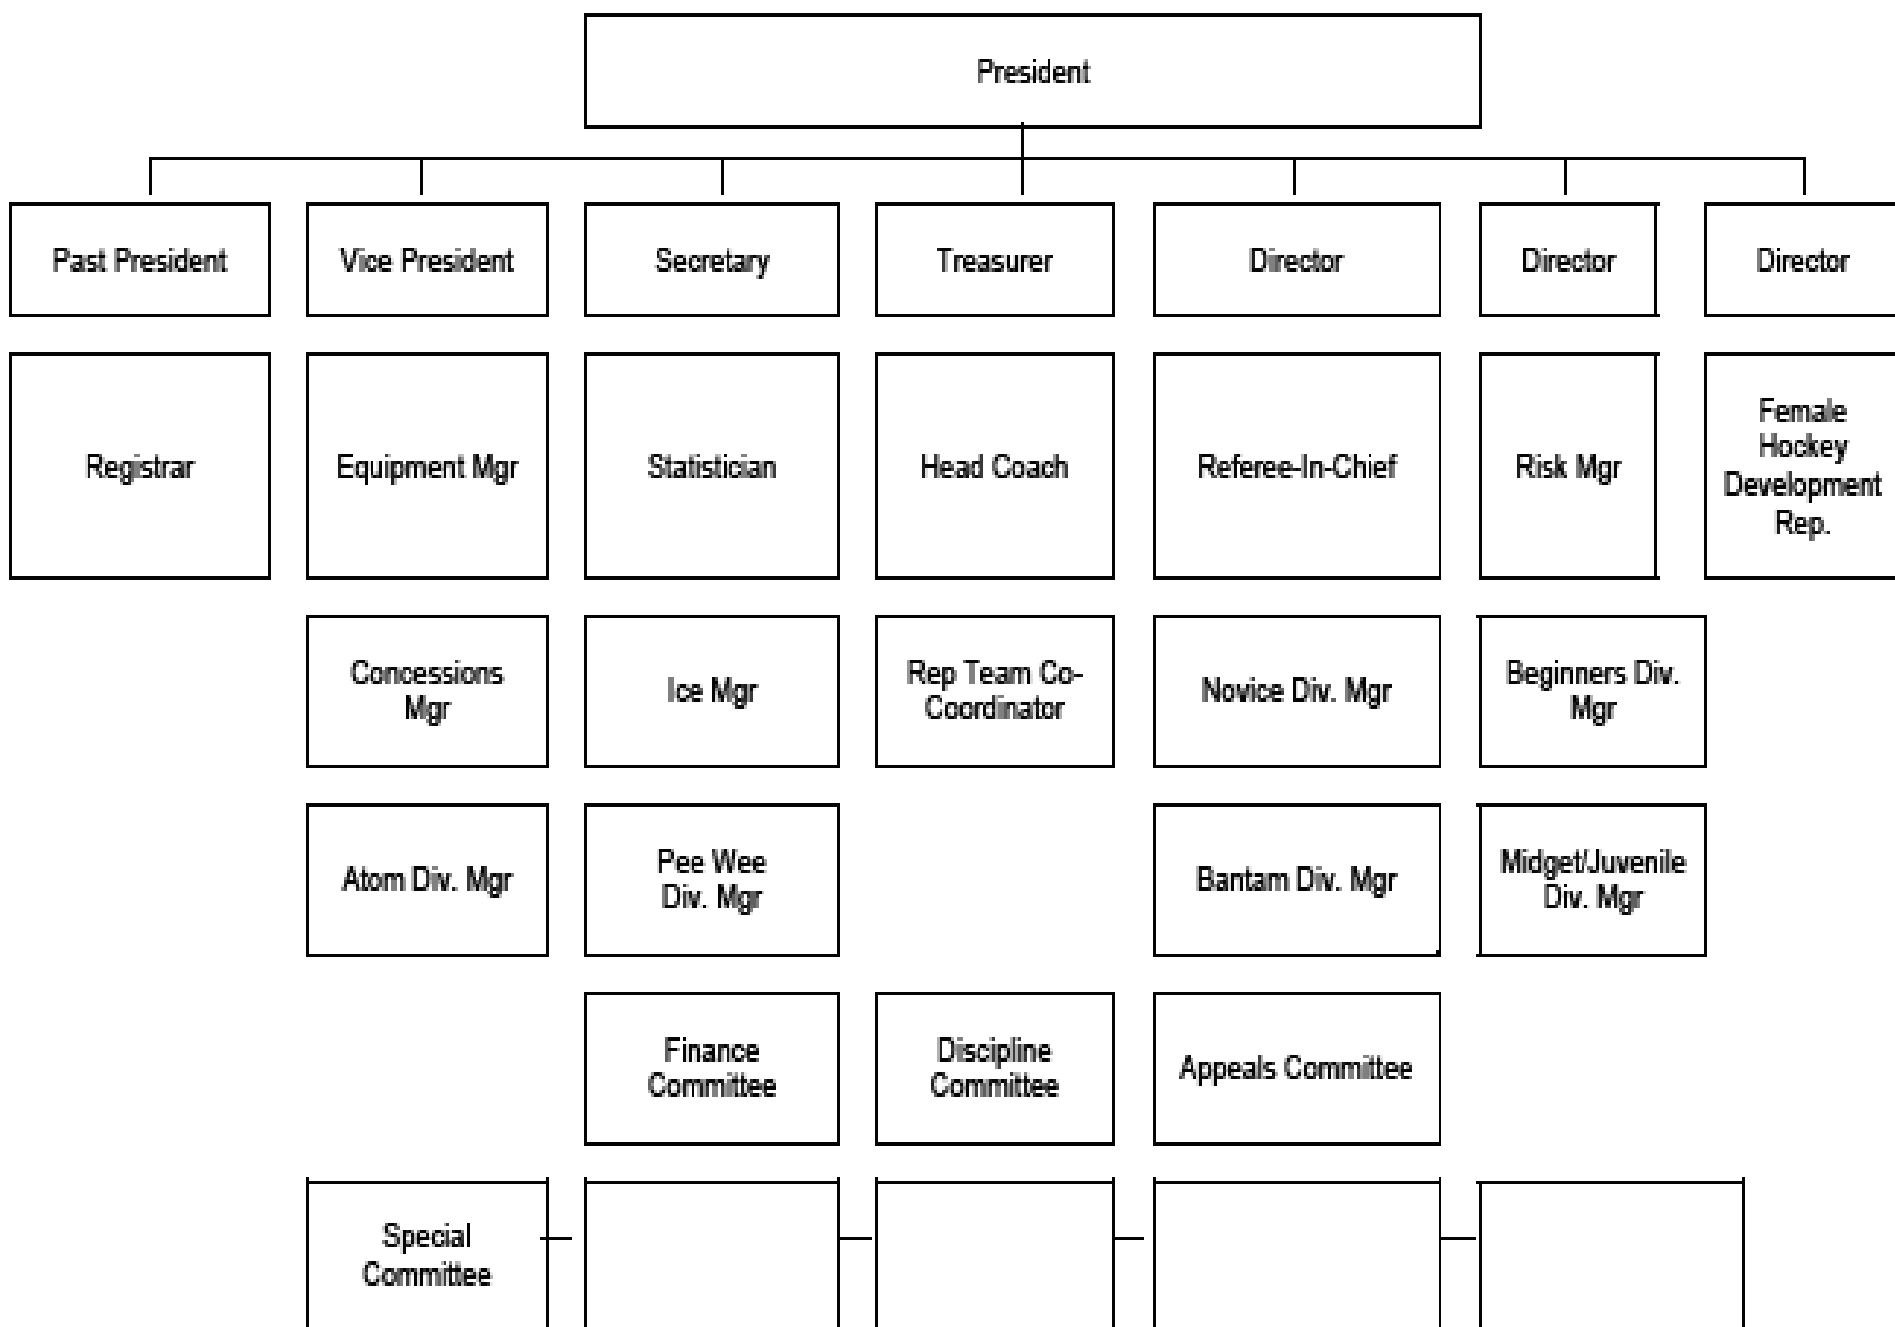 President
Past President
Vice President
Secretary
Treasurer
Director
Director
Director
Registrar
Equipment Mgr
Statistician
Head Coach
Referee-In-Chief
Risk Mgr
Female
Hockey
Development
Rep.
Concessions
Mgr
Ice Mgr
Rep Team Co-
Coordinator
Novice Div. Mgr
Beginners Div.
Mgr
Atom Div. Mgr
Pee Wee
Div. Mgr
Bantam Div. Mgr
Midget/Juvenile
Div. Mgr
Finance
Committee
Discipline
Committee
Appeals Committee
Special
Committee